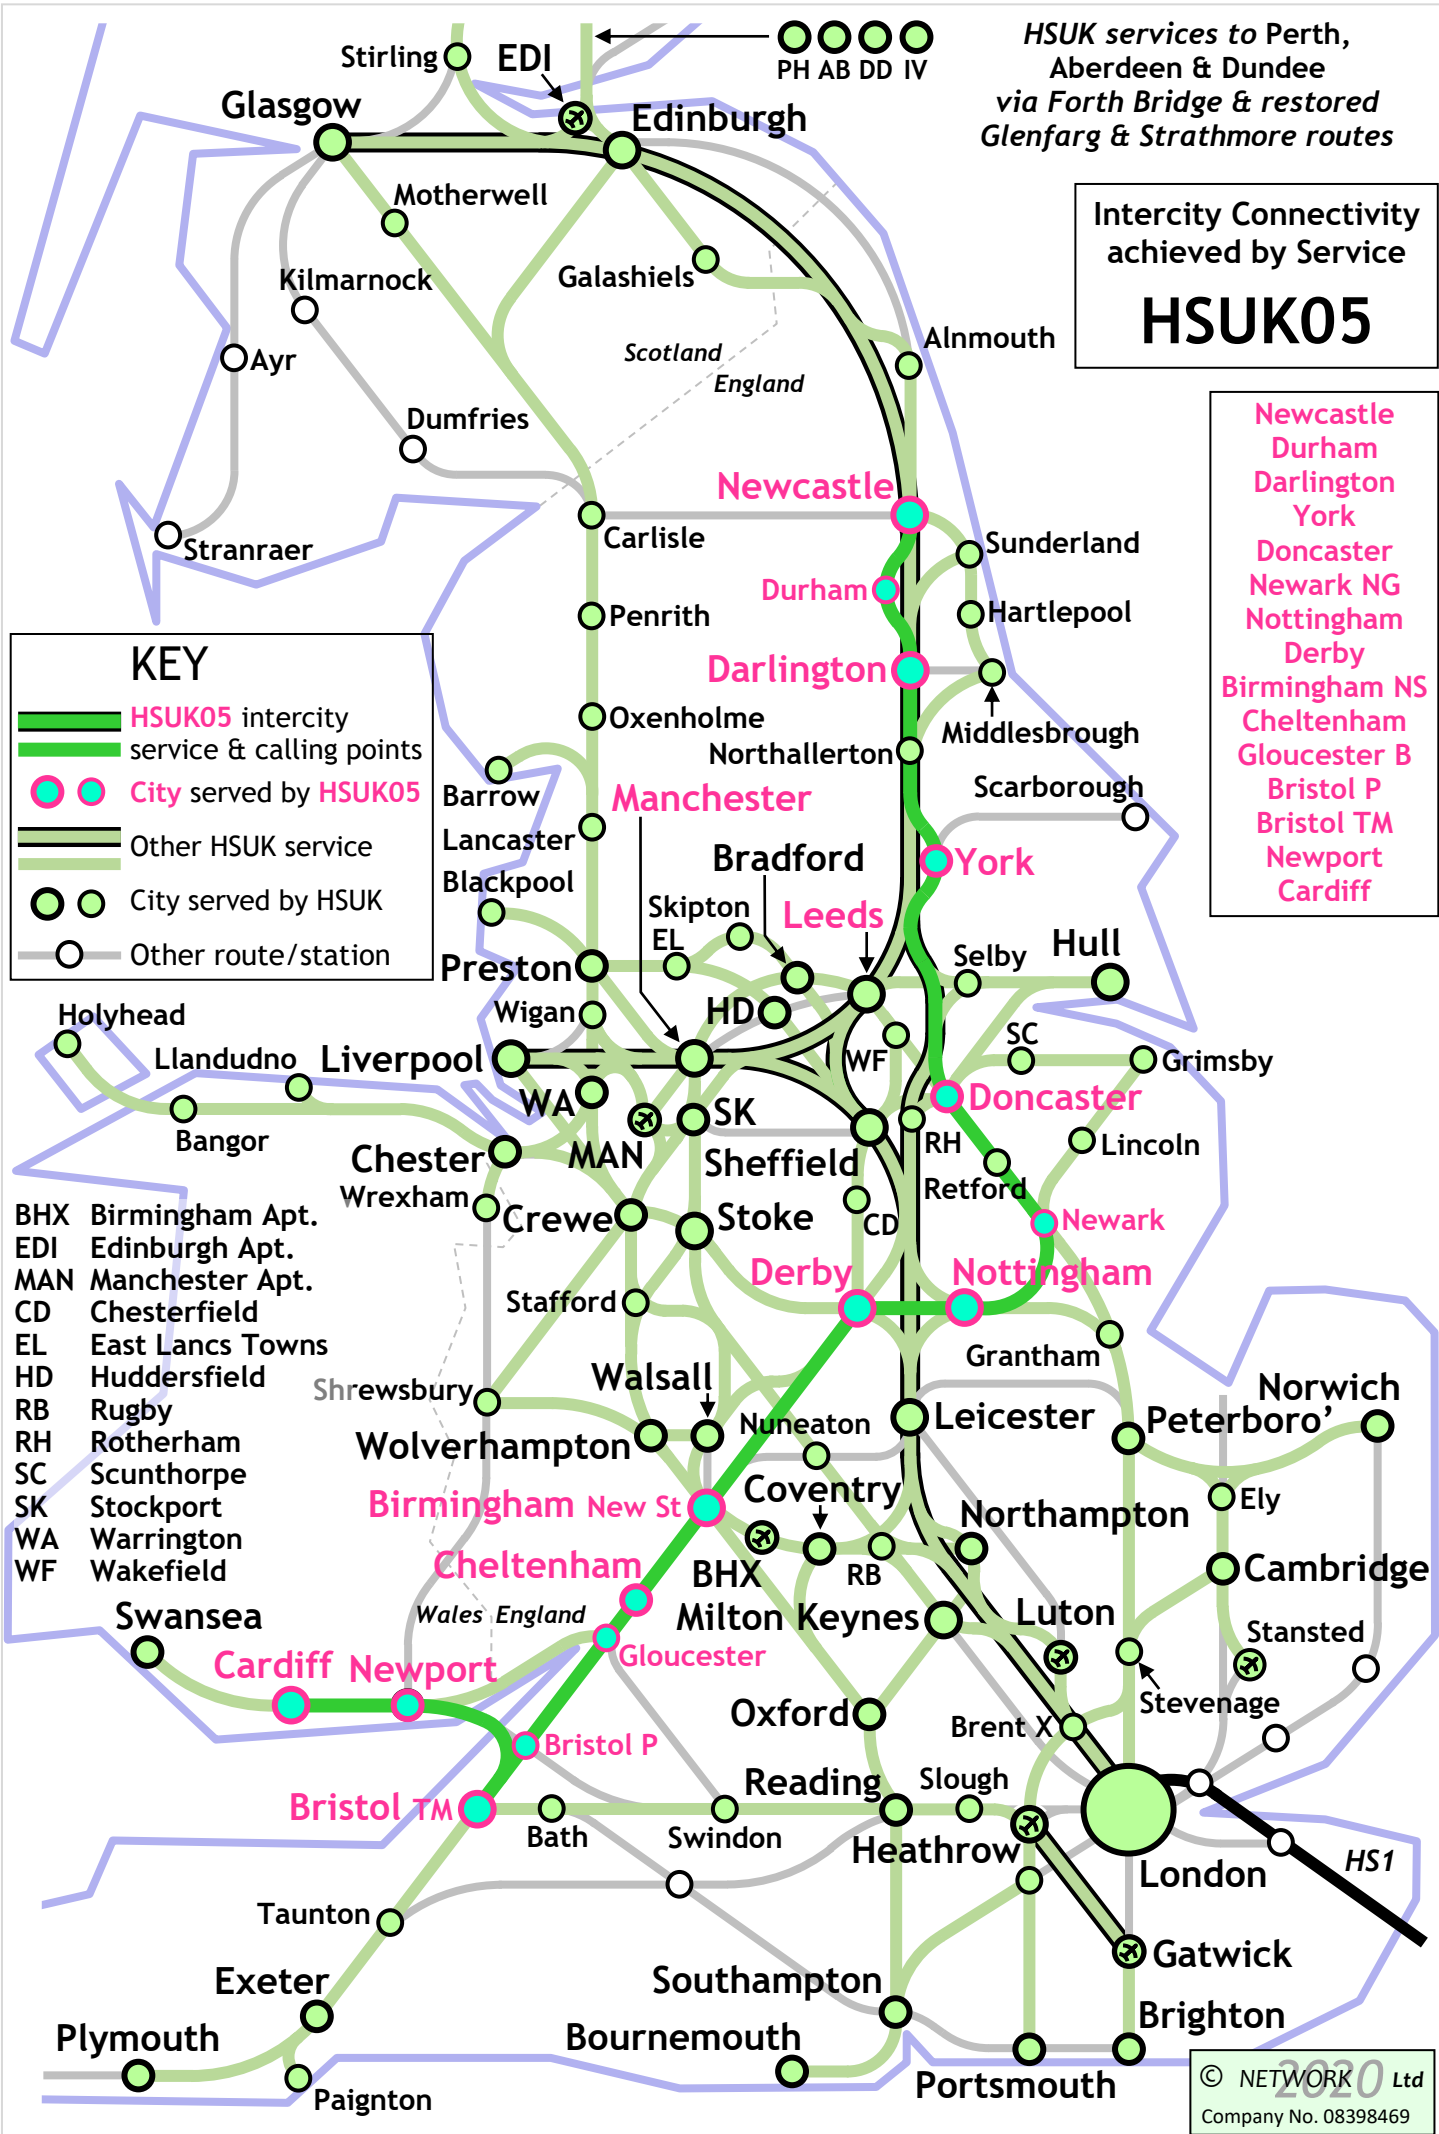 Stirling
EDI
PH AB DD IV
HSUK services to Perth,
Aberdeen & Dundee
via Forth Bridge & restored
Glenfarg & Strathmore routes
Glasgow
Edinburgh
Motherwell
Intercity Connectivity
achieved by Service
HSUK05
Galashiels
Kilmarnock
Alnmouth
Ayr
Scotland
England
Dumfries
Newcastle
Durham
Darlington
York
Doncaster
Newark NG
Nottingham
Derby
Birmingham NS
Cheltenham
Gloucester B
Bristol P
Bristol TM
Newport
Cardiff
Newcastle
Carlisle
Sunderland
Stranraer
Durham
Penrith
Hartlepool
Darlington
KEY
HSUK05 intercity
service & calling points
City served by HSUK05
Other HSUK service
City served by HSUK
Other route/station
Oxenholme
Middlesbrough
Northallerton
Barrow
Manchester
Scarborough
Lancaster
Bradford
York
Blackpool
Skipton
Leeds
EL
Hull
Selby
Preston
Wigan
HD
Holyhead
Llandudno
Liverpool
WF
SC
Grimsby
WA
SK
Doncaster
Bangor
MAN
RH
Lincoln
Chester
Sheffield
Retford
Wrexham
Crewe
Stoke
CD
Newark
BHX Birmingham Apt.
EDI Edinburgh Apt.
MAN Manchester Apt.
CD Chesterfield
EL East Lancs Towns
HD Huddersfield
RB Rugby
RH Rotherham
SC Scunthorpe
SK Stockport
WA Warrington
WF Wakefield
Derby
Nottingham
Stafford
Grantham
Walsall
Shrewsbury
Norwich
Nuneaton
Leicester
Peterboro’
Wolverhampton
Coventry
Birmingham New St
Ely
Northampton
Cheltenham
BHX
RB
Cambridge
Swansea
Wales England
Milton Keynes
Luton
Stansted
Cardiff
Newport
Gloucester
Stevenage
Oxford
Brent X
Bristol P
Reading
Slough
Bristol TM
Bath
Swindon
Heathrow
London
HS1
Taunton
Gatwick
Exeter
Southampton
Brighton
Plymouth
Bournemouth
Paignton
Portsmouth
© NETWORK 2020 Ltd
Company No. 08398469